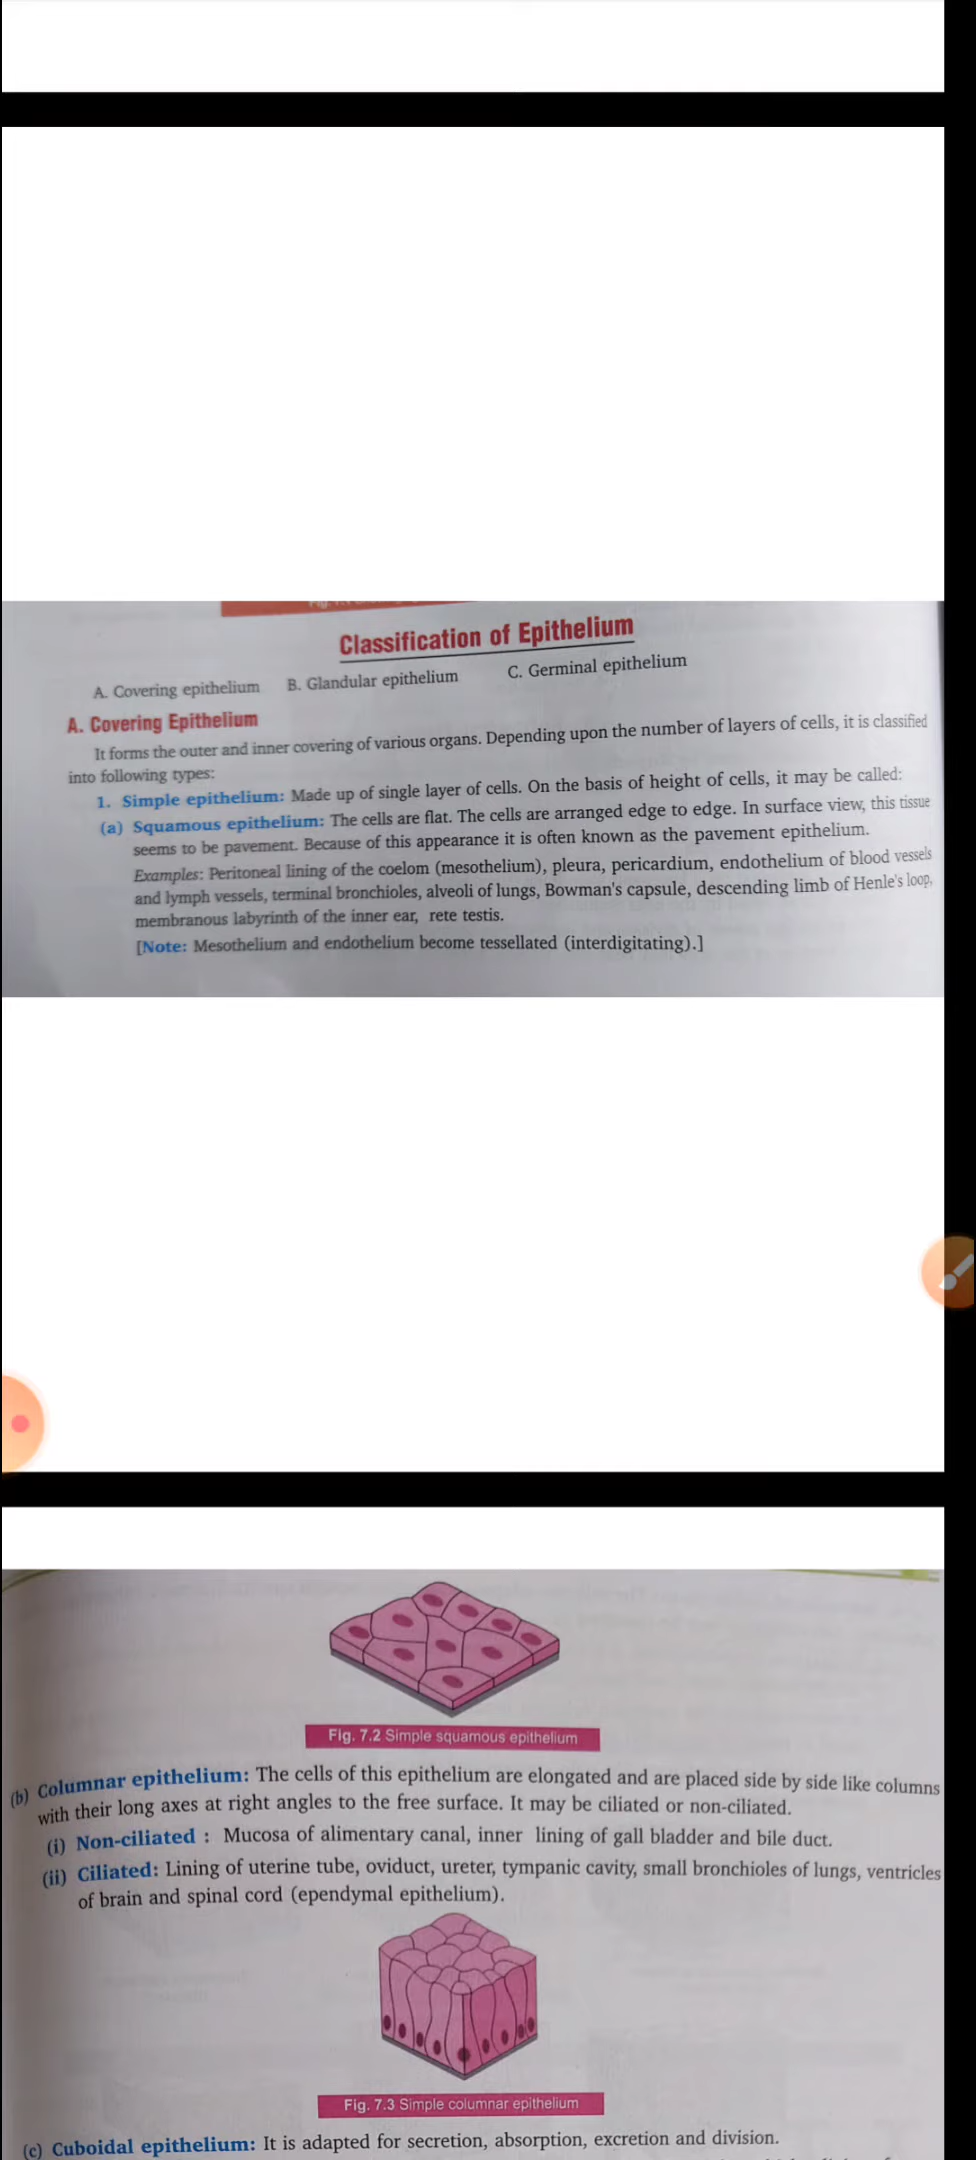 Classification of Epithelium
A. Covering epithelium B. Glandular epithelium C. Germinal epithelium
A. Covering Epithelium
It forms the outer and inner covering of various organs. Depending upon the number of layers of cells, it is classified
into following types:
1. Simple epithelium: Made up of single layer of cells. On the basis of height of cells, it may be called:
(a) Squamous epithelium: The cells are flat. The cells are arranged edge to edge. In surface view, this tissue
seems to be pavement. Because of this appearance it is often known as the pavement epithelium.
Examples: Peritoneal lining of the coelom (mesothelium), pleura, pericardium, endothelium of blood vessels
and lymph vessels, terminal bronchioles, alveoli of lungs, Bowman's capsule, descending limb of Henle's loop,
membranous labyrinth of the inner ear, rete testis.
[Note: Mesothelium and endothelium become tessellated (interdigitating).]
Fig. 7.2 Simple squamous epithelium
(b) Columnar epithelium: The cells of this epithelium are elongated and are placed side by side like columns
with their long axes at right angles to the free surface. It may be ciliated or non-ciliated.
(i) Non-ciliated : Mucosa of alimentary canal, inner lining of gall bladder and bile duct.
(ii) Ciliated: Lining of uterine tube, oviduct, ureter, tympanic cavity, small bronchioles of lungs, ventricles
of brain and spinal cord (ependymal epithelium).
Fig. 7.3 Simple columnar epithelium
(c) Cuboidal epithelium: It is adapted for secretion, absorption, excretion and division.